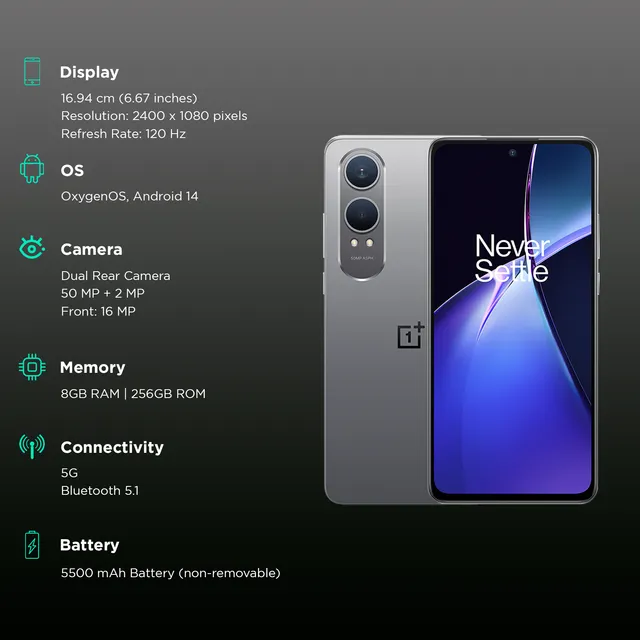 Display
16.94 cm (6.67 inches)
Resolution: 2400 x 1080 pixels
Refresh Rate: 120 Hz
OS
OxygenOS, Android 14
Camera
Dual Rear Camera
50 MP + 2 MP
Front: 16 MP
Memory
8GB RAM | 256GB ROM
Connectivity
5G
Bluetooth 5.1
Battery
5500 mAh Battery (non-removable)
1+
Never
Settle